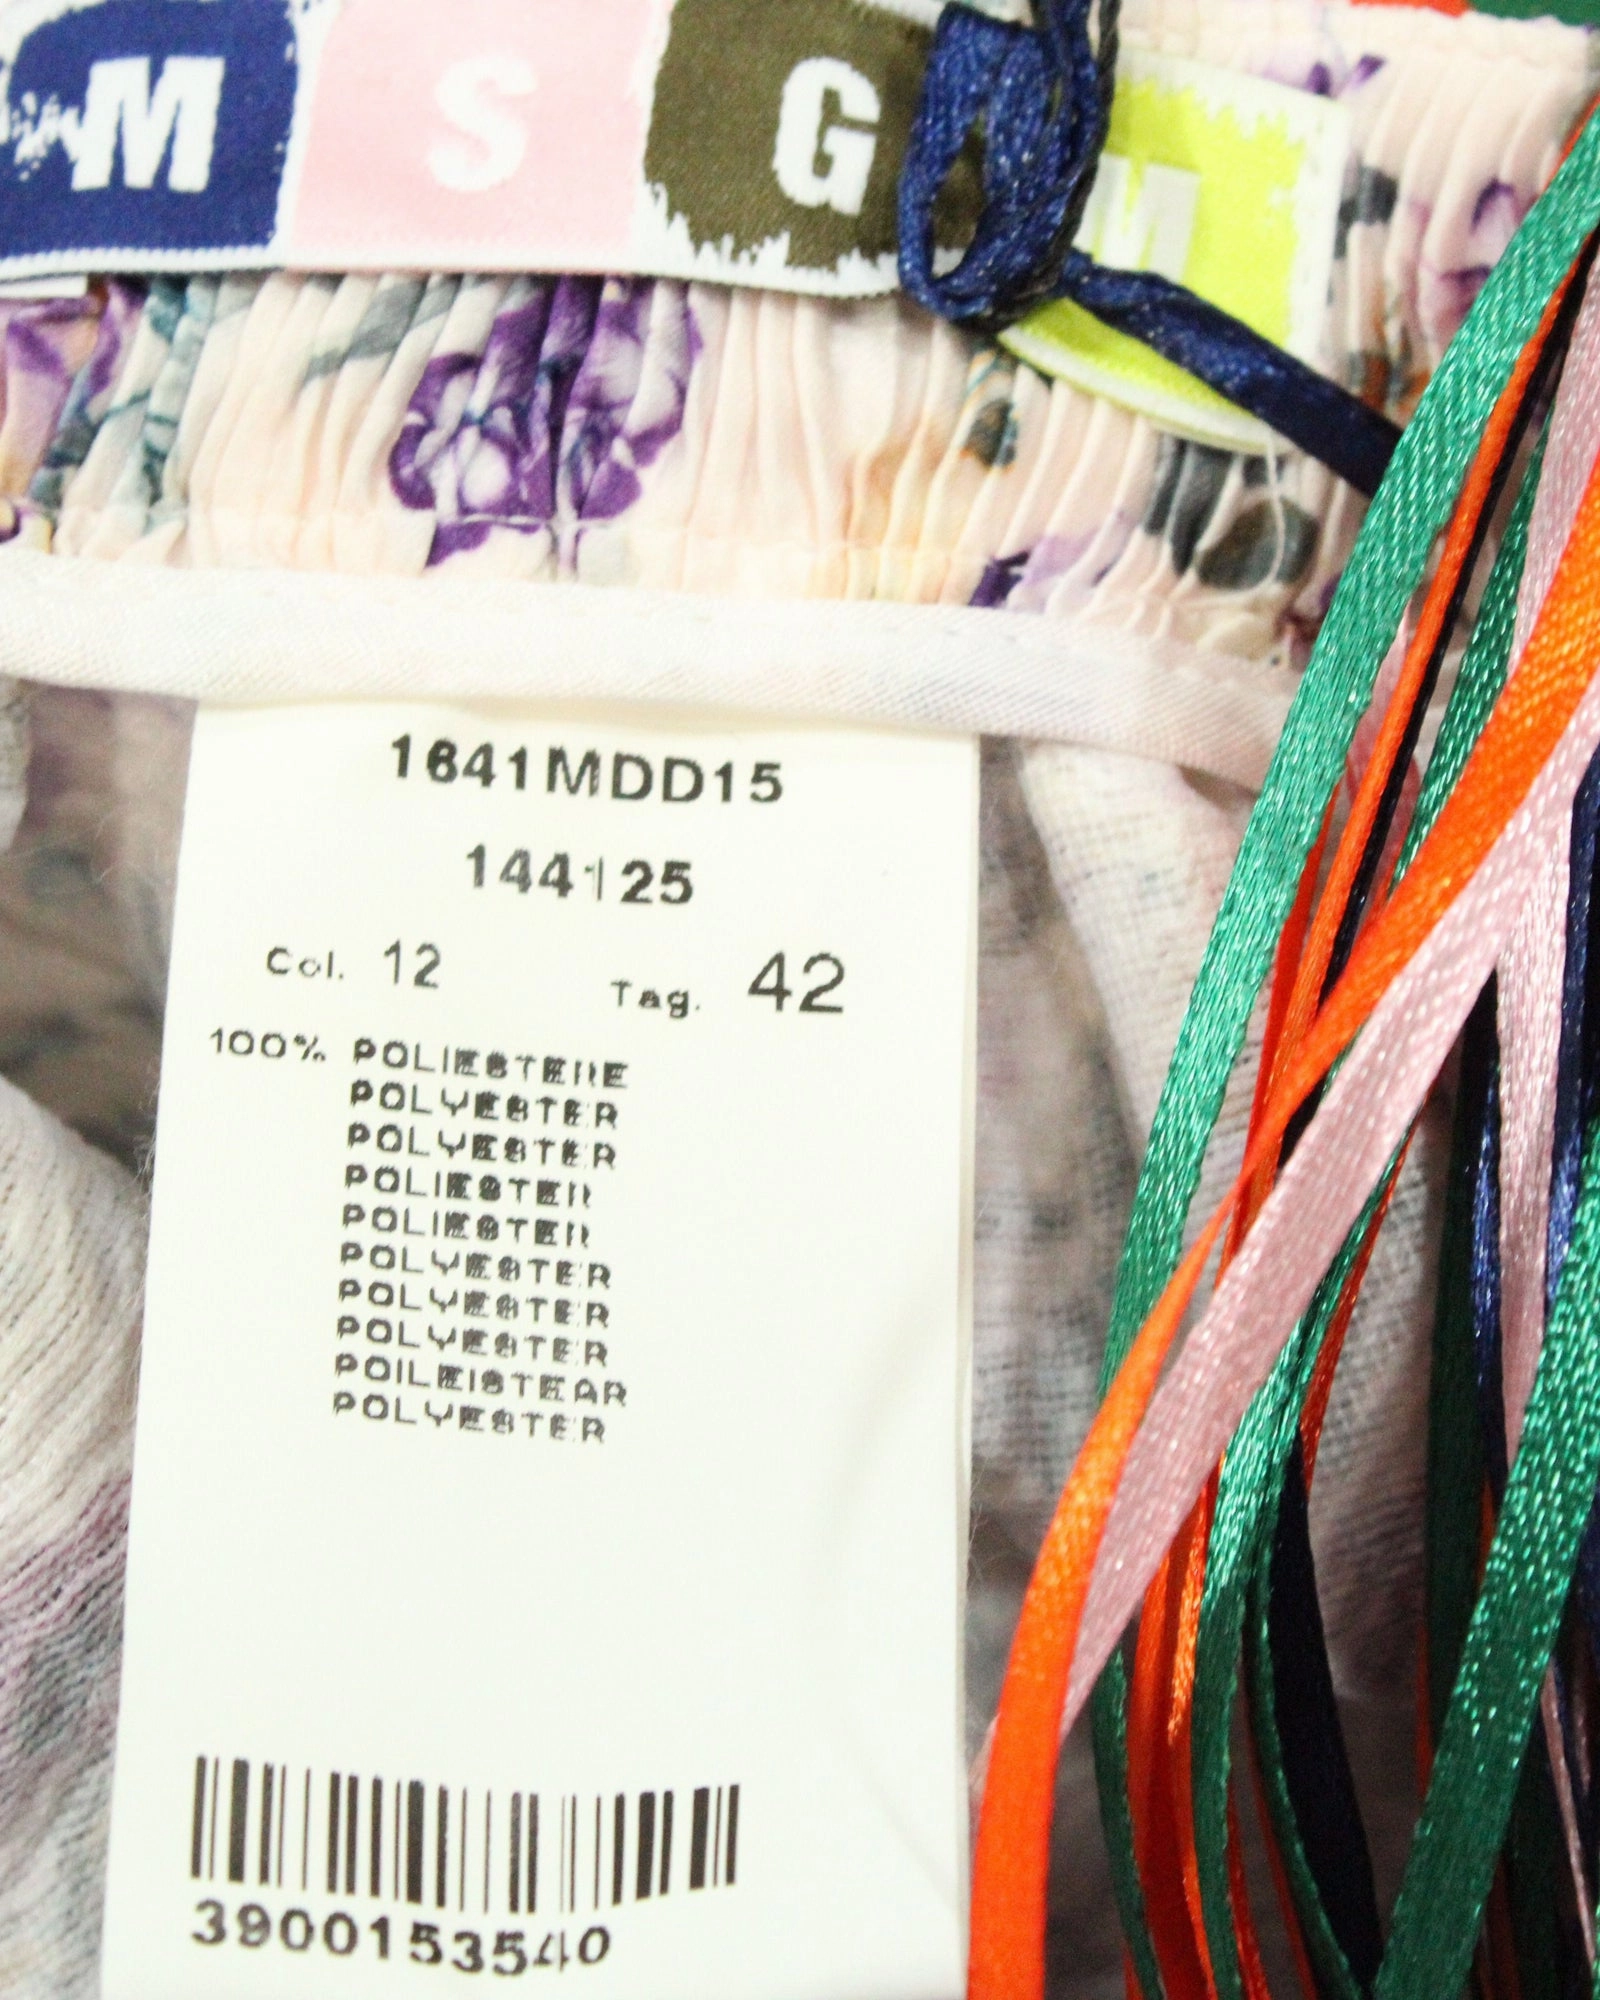 M S G M
1641MDD15
144125
Col. 12 Tag. 42
100% POLIESTERE
POLYESTER
POLYESTER
POLIESTER
POLIESTER
POLYESTER
POLYESTER
POLYESTER
POILEISTEAR
POLYESTER
3900153540